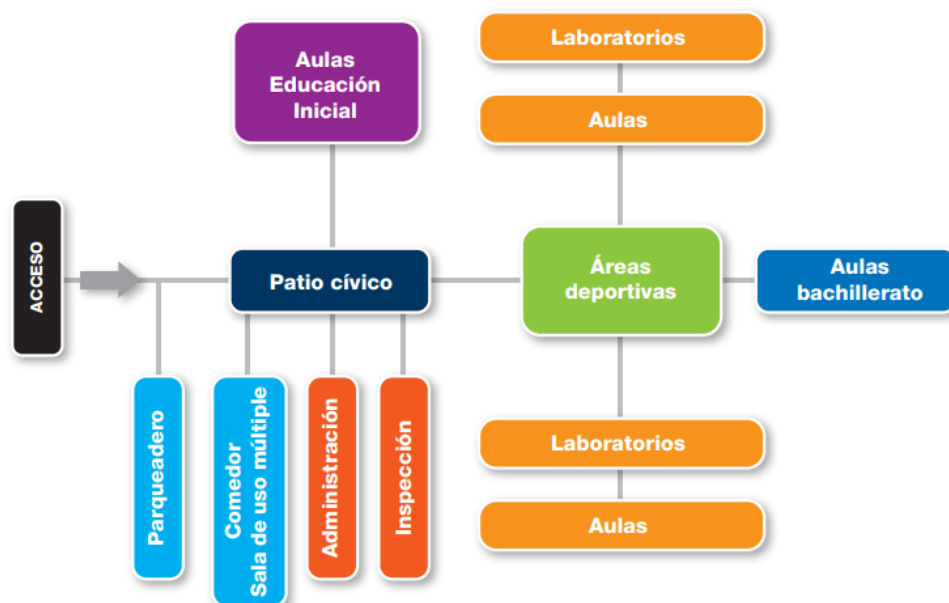 Laboratorios
Aulas
Educación
Inicial
Aulas
ACCESO
Patio cívico
Áreas
deportivas
Aulas
bachillerato
Parqueadero
Comedor
Sala de uso múltiple
Administración
Inspección
Laboratorios
Aulas